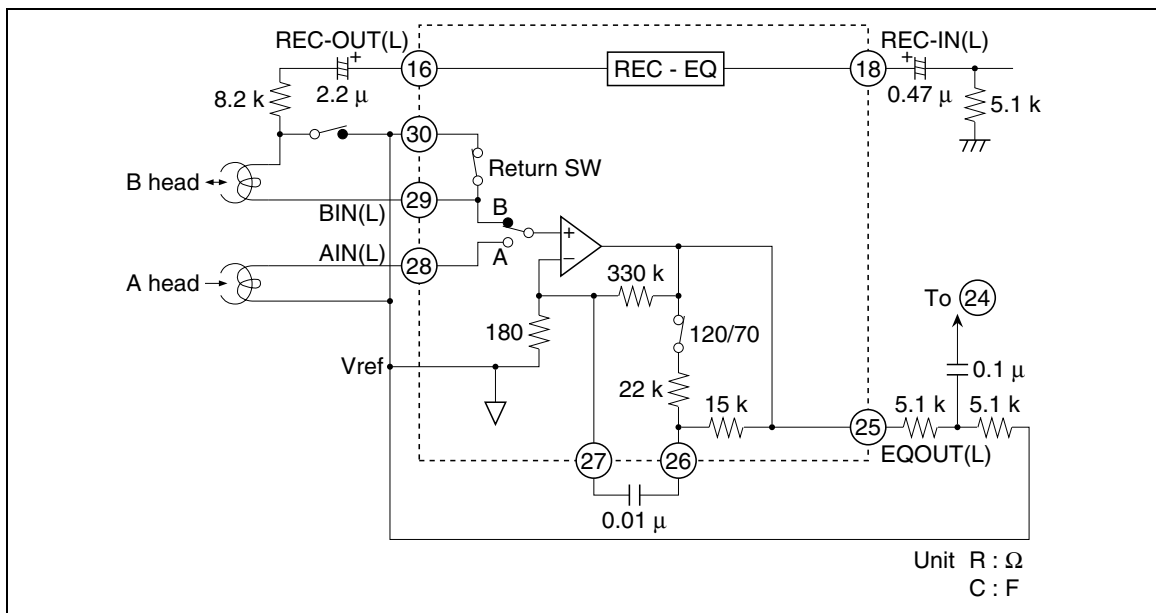 REC-OUT(L)
REC-IN(L)
+
16
REC - EQ
18
+
2.2 μ
0.47 μ
8.2 k
5.1 k
30
Return SW
B head
29
BIN(L)
B
+
AIN(L)
A
−
28
A head
330 k
To 24
180
120/70
Vref
0.1 μ
22 k
15 k
5.1 k
5.1 k
25
EQOUT(L)
27
26
0.01 μ
Unit R : Ω
C : F